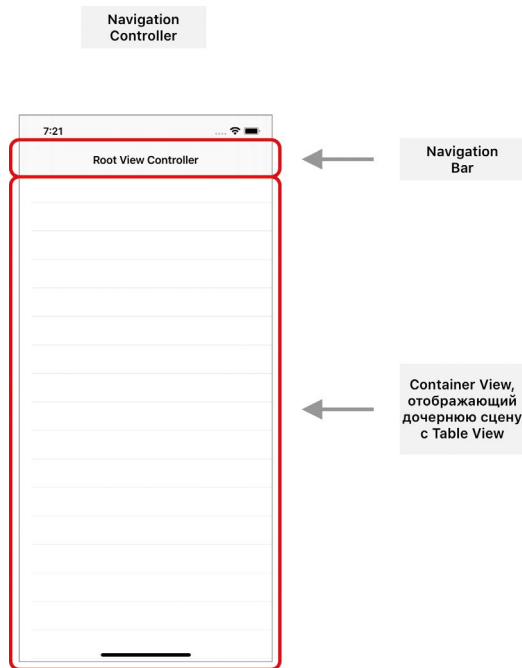 Navigation
Controller
7:21
Root View Controller
Navigation
Bar
Container View,
отображающий
дочернюю сцену
с Table View